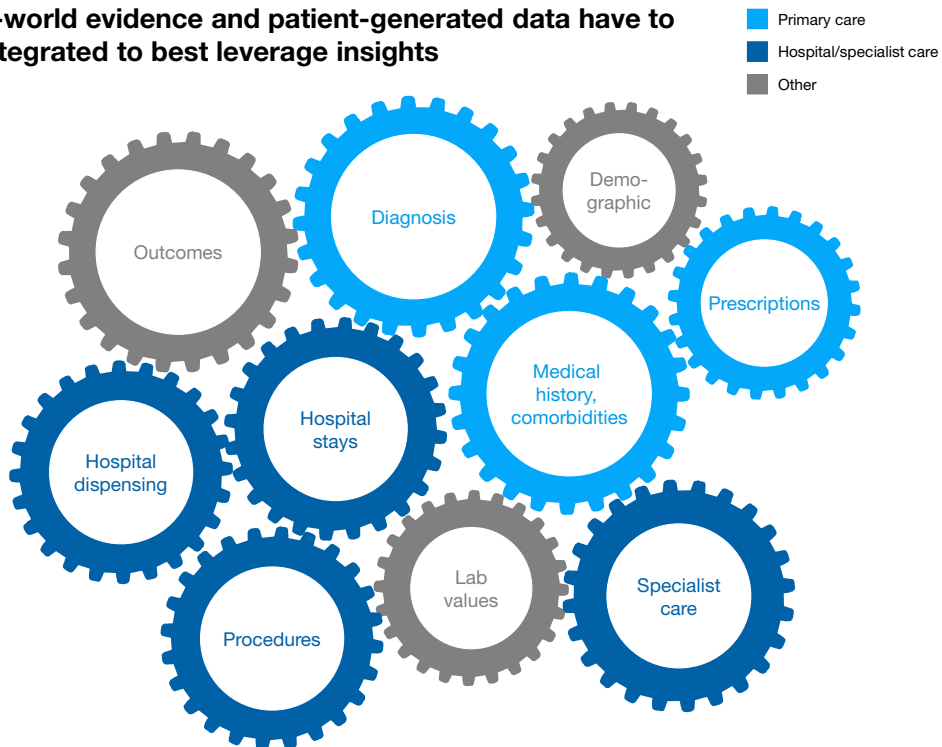 -world evidence and patient-generated data have to
tegrated to best leverage insights
Primary care
Hospital/specialist care
Other
Demo-
graphic
Diagnosis
Outcomes
Prescriptions
Medical
history,
comorbidities
Hospital
stays
Hospital
dispensing
Lab
values
Specialist
care
Procedures